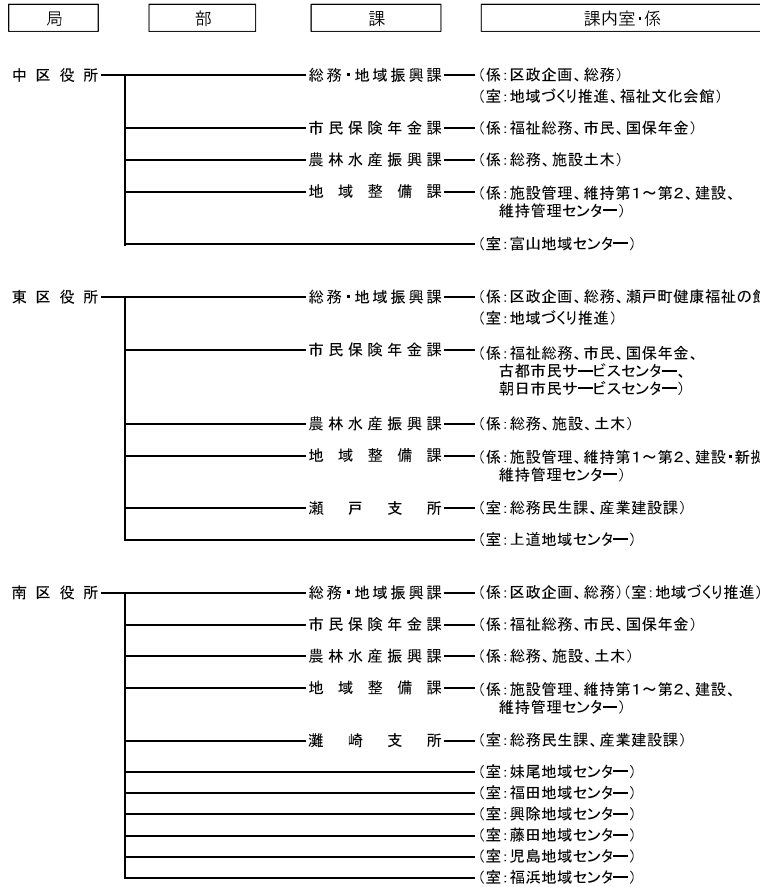 局 部 課 課内室・係
中区役所 総務・地域振興課 (係:区政企画、総務)
(室:地域づくり推進、福祉文化会館)
市民保険年金課 (係:福祉総務、市民、国保年金)
農林水産振興課 (係:総務、施設土木)
地域整備課 (係:施設管理、維持第1～第2、建設、
維持管理センター)
(室:富山地域センター)
東区役所 総務・地域振興課 (係:区政企画、総務、瀬戸町健康福祉の館
(室:地域づくり推進)
市民保険年金課 (係:福祉総務、市民、国保年金、
古都市民サービスセンター、
朝日市民サービスセンター)
農林水産振興課 (係:総務、施設、土木)
地域整備課 (係:施設管理、維持第1～第2、建設・新拠
維持管理センター)
瀬戸支所 (室:総務民生課、産業建設課)
(室:上道地域センター)
南区役所 総務・地域振興課 (係:区政企画、総務)(室:地域づくり推進)
市民保険年金課 (係:福祉総務、市民、国保年金)
農林水産振興課 (係:総務、施設、土木)
地域整備課 (係:施設管理、維持第1～第2、建設、
維持管理センター)
灘崎支所 (室:総務民生課、産業建設課)
(室:妹尾地域センター)
(室:福田地域センター)
(室:興除地域センター)
(室:藤田地域センター)
(室:児島地域センター)
(室:福浜地域センター)